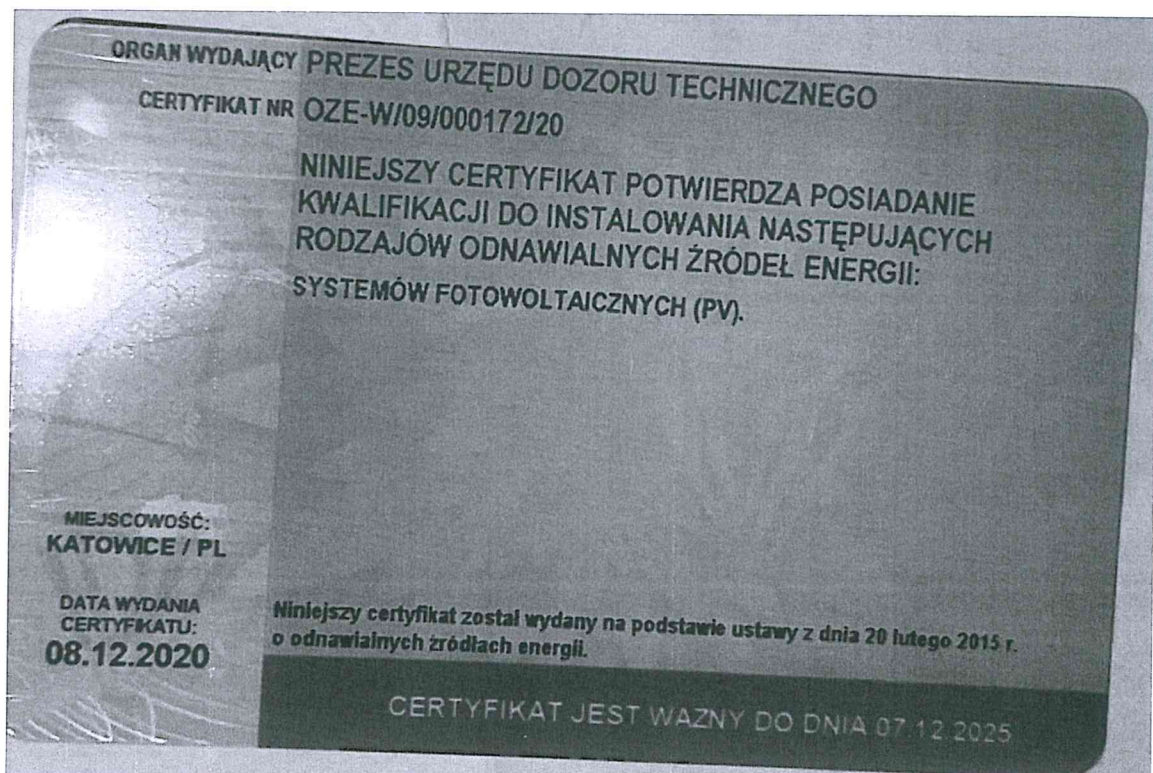 ORGAN WYDAJĄCY PREZES URZĘDU DOZORU TECHNICZNEGO
CERTYFIKAT NR OZE-W/09/000172/20
NINIEJSZY CERTYFIKAT POTWIERDZA POSIADANIE
KWALIFIKACJI DO INSTALOWANIA NASTĘPUJĄCYCH
RODZAJÓW ODNAWIALNYCH ŹRÓDEŁ ENERGII:
SYSTEMÓW FOTOWOLTAICZNYCH (PV).
MIEJSCOWOŚĆ:
KATOWICE / PL
DATA WYDANIA
CERTYFIKATU:
08.12.2020
Niniejszy certyfikat został wydany na podstawie ustawy z dnia 20 lutego 2015 r.
o odnawialnych źródłach energii.
CERTYFIKAT JEST WAŻNY DO DNIA 07.12.2025